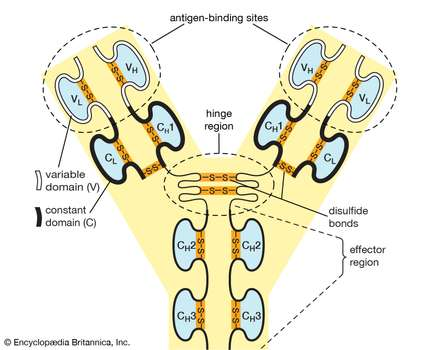 antigen-binding sites
VH
VH
VL
VL
hinge
region
CH1
CH1
CL
CL
S-S
S-S
S-S
S-S
S-S
S-S
S-S
S-S
variable
domain (V)
constant
domain (C)
disulfide
bonds
effector
region
CH2
S-S
S-S
CH2
CH3
S-S
S-S
CH3
© Encyclopædia Britannica, Inc.